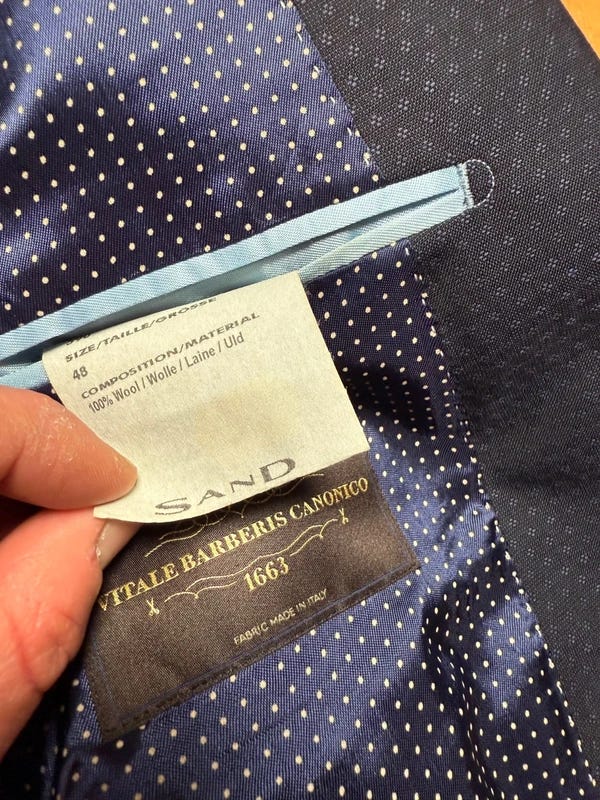 SIZE/TAILLE/GRÖSSE
48
COMPOSITION/MATERIAL
100% Wool / Wolle / Laine / Uld
SAND
VITALE BARBERIS CANONICO
1663
FABRIC MADE IN ITALY